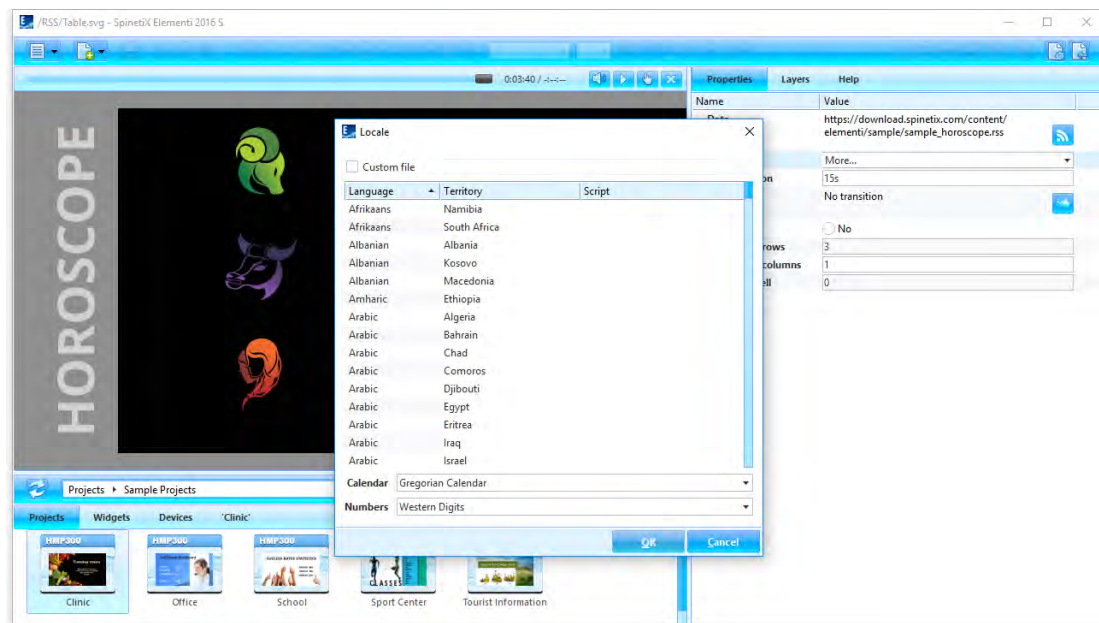 /RSS/Table.svg - SpinetiX Elementi 2016 S
0:03:40 / -:--:--
Properties Layers Help
Name Value
https://download.spinetix.com/content/
elementi/sample/sample_horoscope.rss
More...
15s
No transition
No
rows 3
columns 1
0
HOROSCOPE
Locale
Custom file
Language Territory Script
Afrikaans Namibia
Afrikaans South Africa
Albanian Albania
Albanian Kosovo
Albanian Macedonia
Amharic Ethiopia
Arabic Algeria
Arabic Bahrain
Arabic Chad
Arabic Comoros
Arabic Djibouti
Arabic Egypt
Arabic Eritrea
Arabic Iraq
Arabic Israel
Calendar Gregorian Calendar
Numbers Western Digits
OK Cancel
Projects Sample Projects
Projects Widgets Devices 'Clinic'
HMP300 HMP300 HMP300
CLASSES
Clinic Office School Sport Center Tourist Information